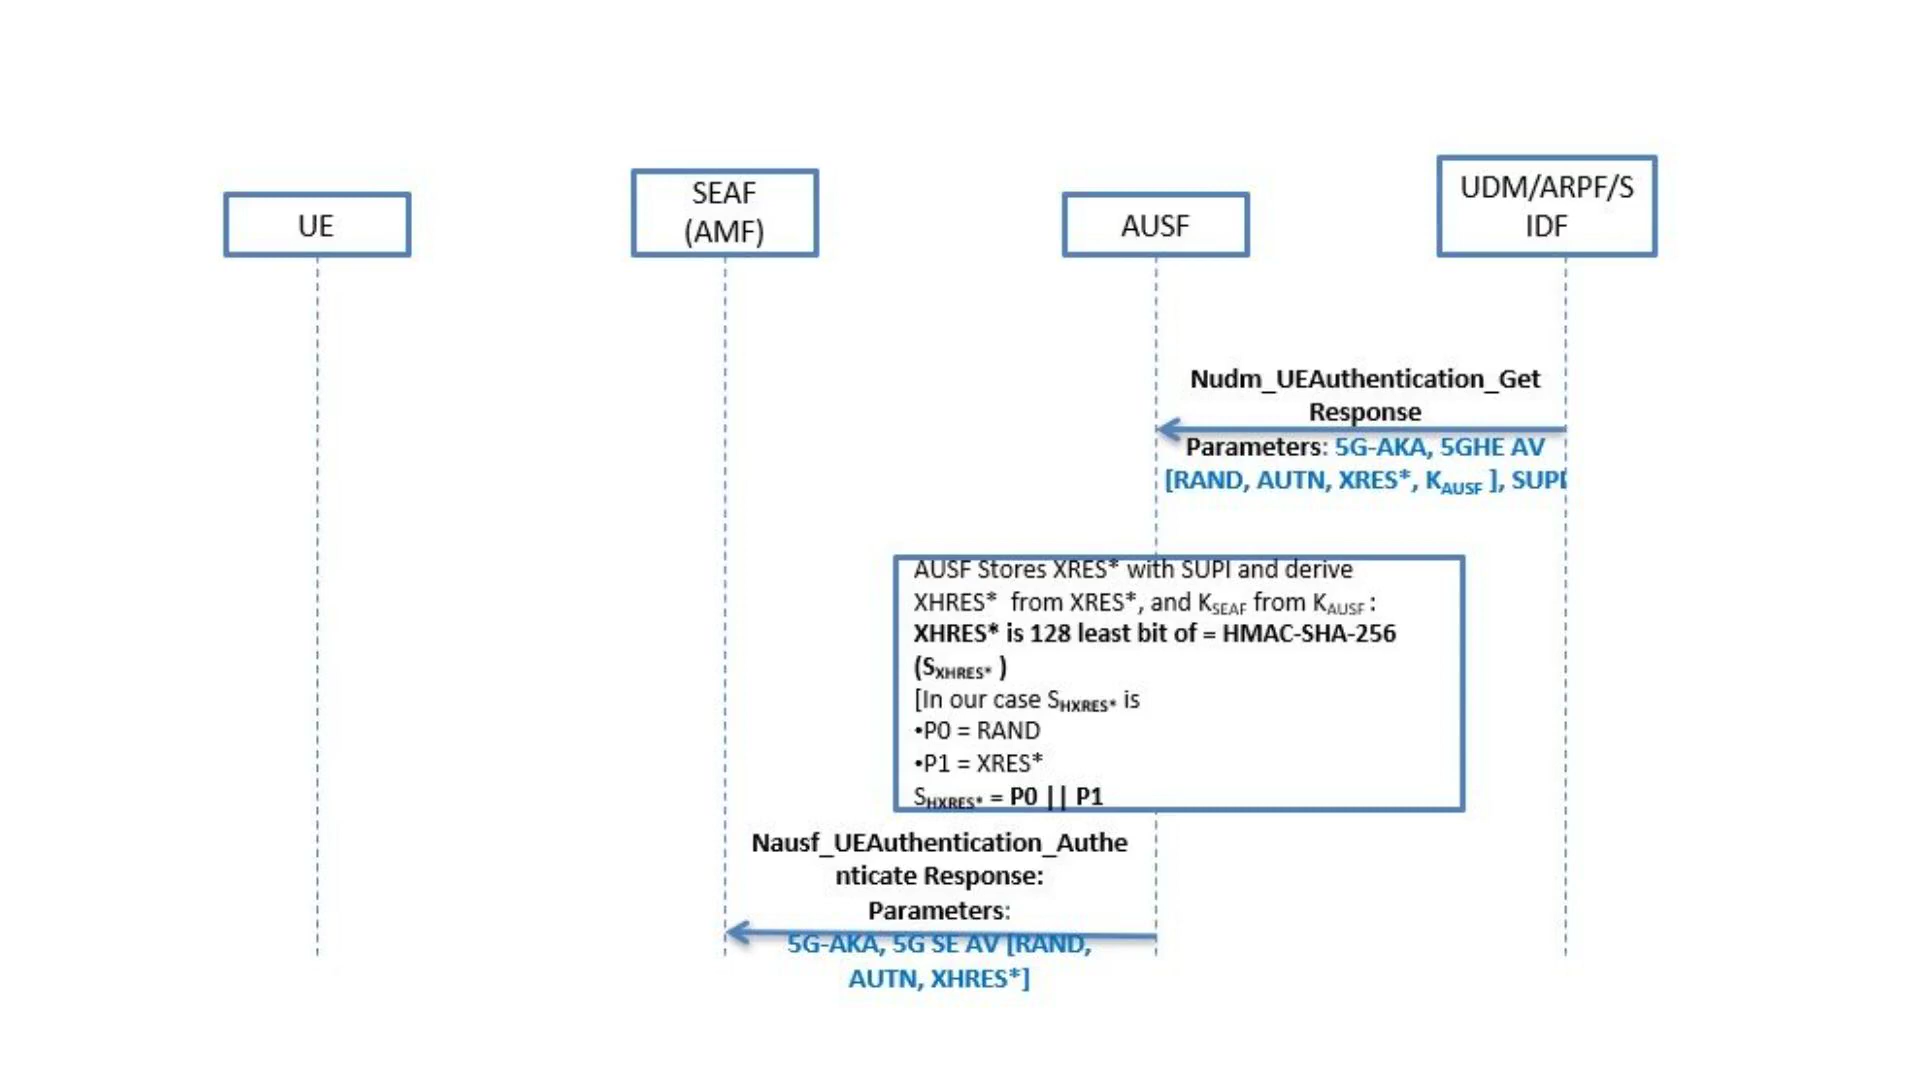 UE
SEAF
(AMF)
AUSF
UDM/ARPF/S
IDF
Nudm_UEAuthentication_Get
Response
Parameters: 5G-AKA, 5GHE AV
[RAND, AUTN, XRES*, KAUSF ], SUPI
AUSF Stores XRES* with SUPI and derive
XHRES* from XRES*, and KSEAF from KAUSF :
XHRES* is 128 least bit of = HMAC-SHA-256
(SXHRES* )
[In our case SHXRES* is
•P0 = RAND
•P1 = XRES*
SHXRES* = P0 || P1
Nausf_UEAuthentication_Authe
nticate Response:
Parameters:
5G-AKA, 5G SE AV [RAND,
AUTN, XHRES*]